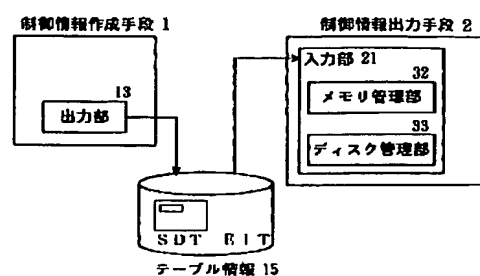 制御情報作成手段 1
13
出力部
制御情報出力手段 2
入力部 21
32
メモリ管理部
33
ディスク管理部
SDT EIT
テーブル情報 15